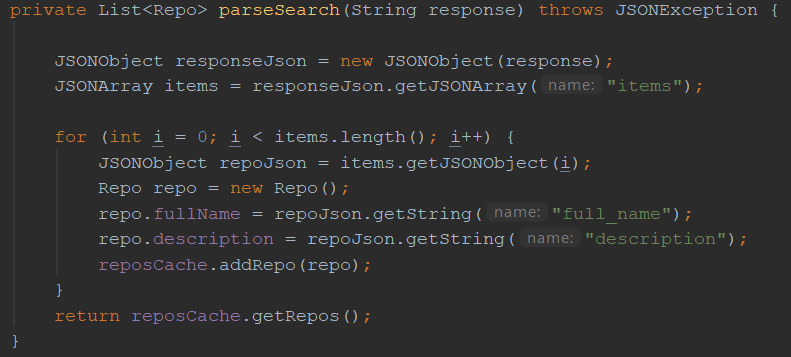 private List<Repo> parseSearch(String response) throws JSONException {
JSONObject responseJson = new JSONObject(response);
JSONArray items = responseJson.getJSONArray( name: "items");
for (int i = 0; i < items.length(); i++) {
JSONObject repoJson = items.getJSONObject(i);
Repo repo = new Repo();
repo.fullName = repoJson.getString( name: "full_name");
repo.description = repoJson.getString( name: "description");
reposCache.addRepo(repo);
}
return reposCache.getRepos();
}